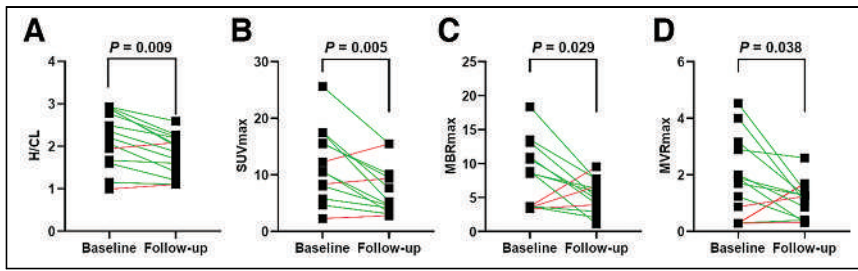 A
P = 0.009
H/CL
4
3
2
1
0
Baseline Follow-up
B
P = 0.005
SUVmax
30
20
10
0
Baseline Follow-up
C
P = 0.029
MBRmax
25
20
15
10
5
0
Baseline Follow-up
D
P = 0.038
MVRmax
6
4
2
0
Baseline Follow-up